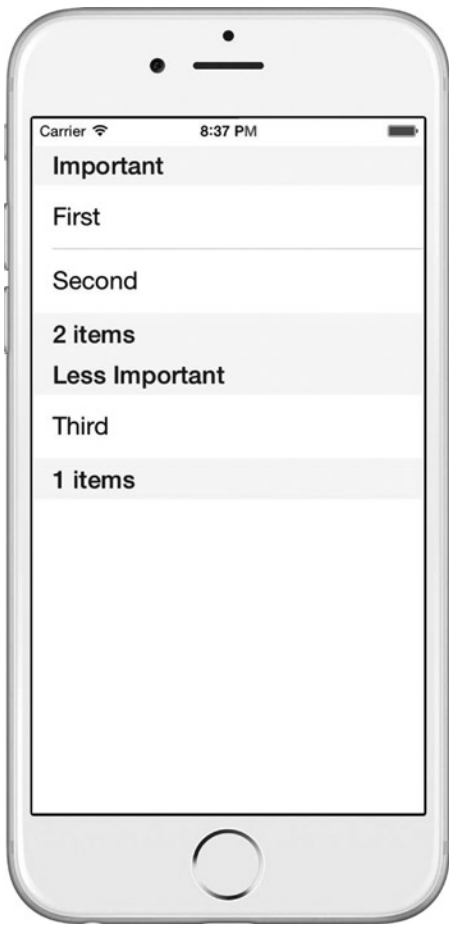 Carrier 8:37 PM
Important
First
Second
2 items
Less Important
Third
1 items